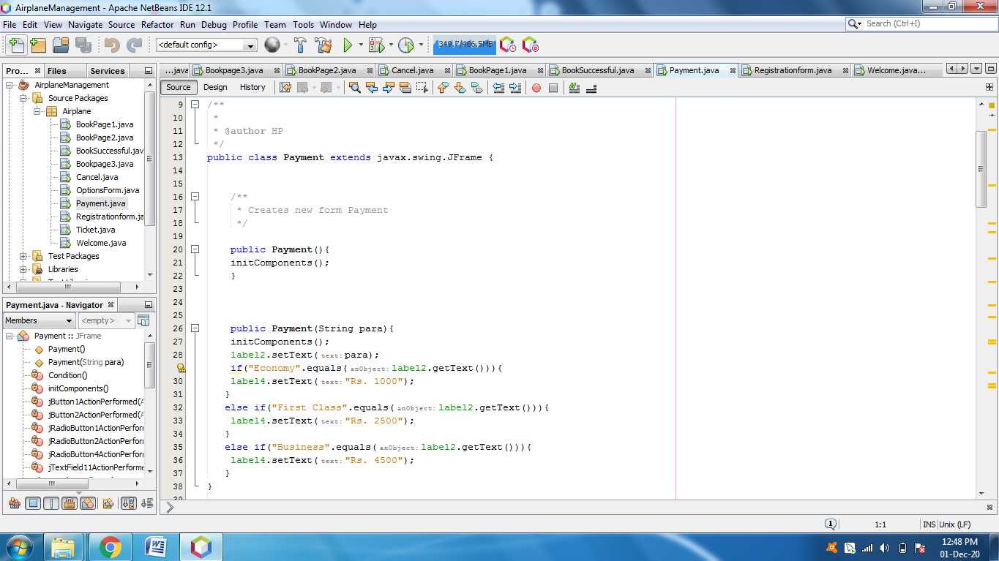 AirplaneManagement - Apache NetBeans IDE 12.1
File Edit View Navigate Source Refactor Run Debug Profile Team Tools Window Help
Search (Ctrl+I)
<default config>
349.7/486.5MB
Pro... Files Services
...java Bookpage3.java BookPage2.java Cancel.java BookPage1.java BookSuccessful.java Payment.java Registrationform.java Welcome.java...
Source Design History
AirplaneManagement
Source Packages
Airplane
BookPage1.java
BookPage2.java
BookSuccessful.jav
Bookpage3.java
Cancel.java
OptionsForm.java
Payment.java
Registrationform.ja
Ticket.java
Welcome.java
Test Packages
Libraries
Payment.java - Navigator
Members <empty>
Payment :: JFrame
Payment()
Payment(String para)
Condition()
initComponents()
jButton1ActionPerformed(A
jButton2ActionPerformed(A
jRadioButton1ActionPerfor
jRadioButton2ActionPerfor
jRadioButton4ActionPerfor
jTextField11ActionPerforme
9 /**
10 *
11 * @author HP
12 */
13 public class Payment extends javax.swing.JFrame {
14
15
16 /**
17 * Creates new form Payment
18 */
19
20 public Payment(){
21 initComponents();
22 }
23
24
25
26 public Payment(String para){
27 initComponents();
28 label2.setText(text:para);
if("Economy".equals(anObject:label2.getText())){
30 label4.setText(text:"Rs. 1000");
31 }
32 else if("First Class".equals(anObject:label2.getText())){
33 label4.setText(text:"Rs. 2500");
34 }
35 else if("Business".equals(anObject:label2.getText())){
36 label4.setText(text:"Rs. 4500");
37 }
38 }
39
1 1:1 INS Unix (LF)
12:48 PM
01-Dec-20